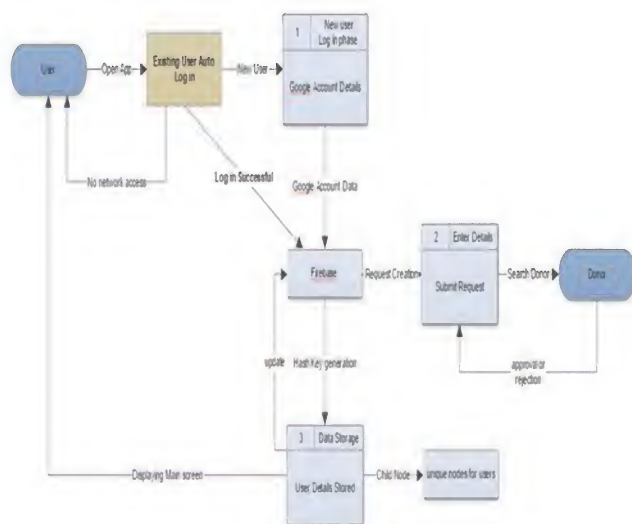 1
New user
Log in phase
User
Open App
Existing User Auto
Log in
New User
Google Account Details
No network access
Log in Successful
Google Account Data
2
Enter Details
Firebase
Request Creation
Submit Request
Search Donor
Donor
update
Hash Key generation
approval or
rejection
3
Data Storage
Displaying Main screen
User Details Stored
Child Node
unique nodes for users